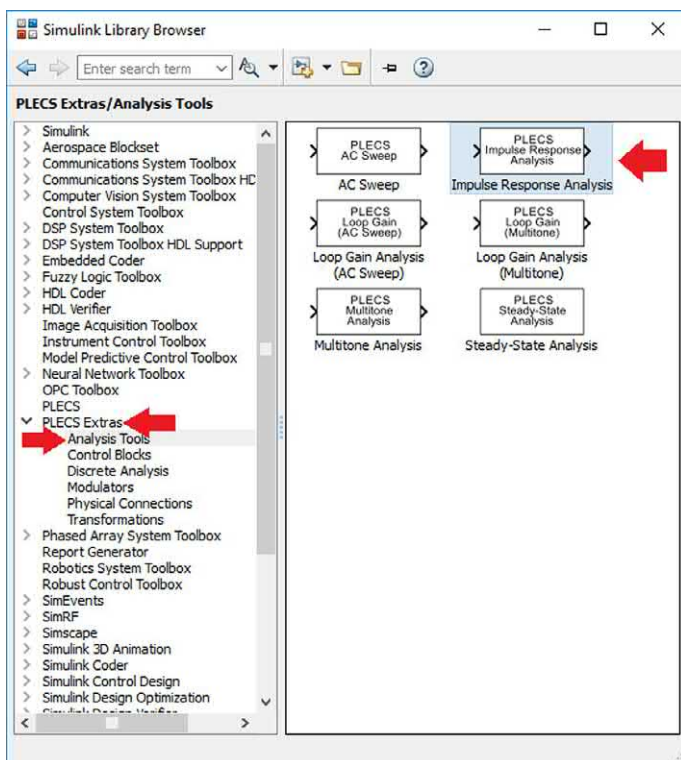 Simulink Library Browser
Enter search term
PLECS Extras/Analysis Tools
Simulink
Aerospace Blockset
Communications System Toolbox
Communications System Toolbox HD
Computer Vision System Toolbox
Control System Toolbox
DSP System Toolbox
DSP System Toolbox HDL Support
Embedded Coder
Fuzzy Logic Toolbox
HDL Coder
HDL Verifier
Image Acquisition Toolbox
Instrument Control Toolbox
Model Predictive Control Toolbox
Neural Network Toolbox
OPC Toolbox
PLECS
PLECS Extras
Analysis Tools
Control Blocks
Discrete Analysis
Modulators
Physical Connections
Transformations
Phased Array System Toolbox
Report Generator
Robotics System Toolbox
Robust Control Toolbox
SimEvents
SimRF
Simscape
Simulink 3D Animation
Simulink Coder
Simulink Control Design
Simulink Design Optimization
Simulink Design Verifier
PLECS
AC Sweep
AC Sweep
PLECS
Impulse Response
Analysis
Impulse Response Analysis
PLECS
Loop Gain
(AC Sweep)
Loop Gain Analysis
(AC Sweep)
PLECS
Loop Gain
(Multitone)
Loop Gain Analysis
(Multitone)
PLECS
Multitone
Analysis
Multitone Analysis
PLECS
Steady-State
Analysis
Steady-State Analysis